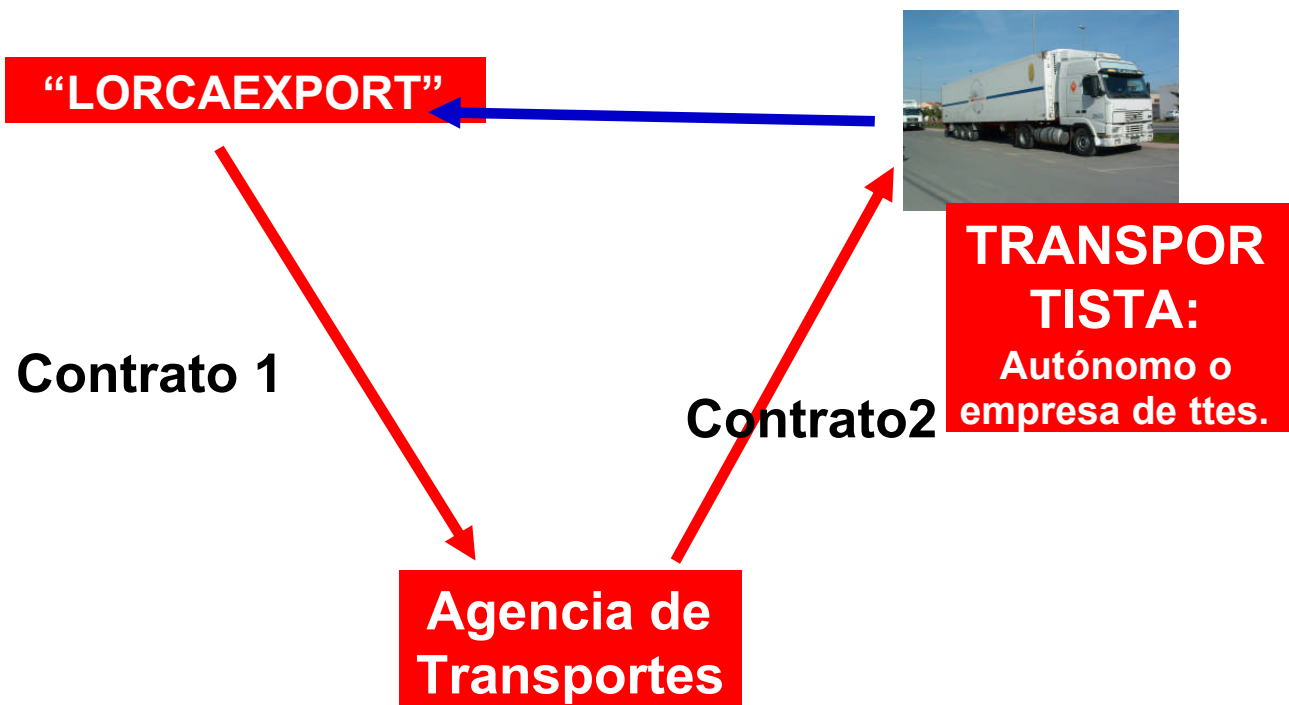 “LORCAEXPORT”
TRANSPOR
TISTA:
Autónomo o
empresa de ttes.
Contrato 1
Contrato2
Agencia de
Transportes